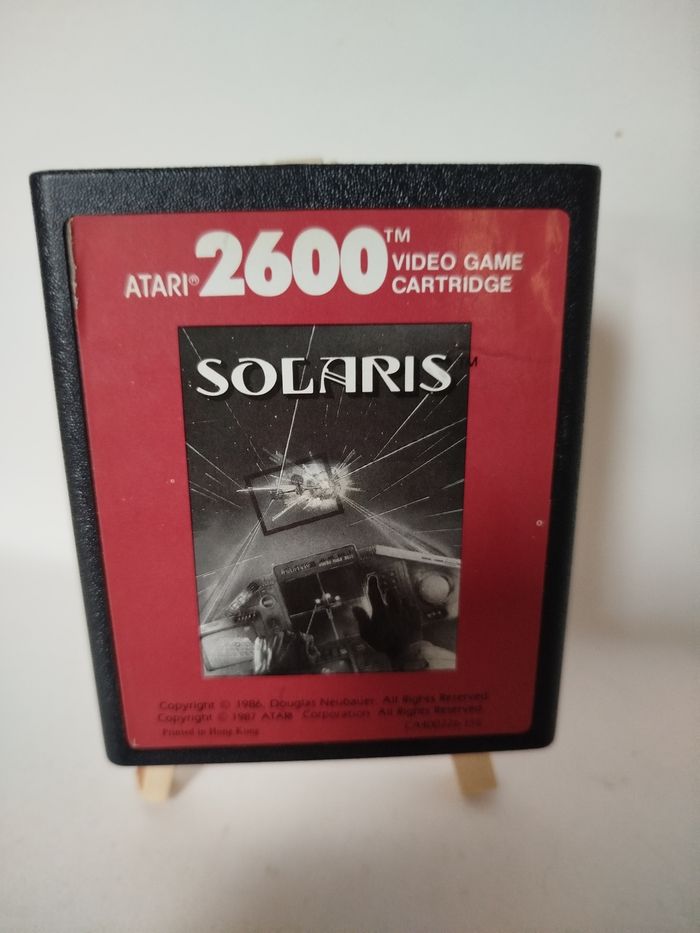 ATARI® 2600™ VIDEO GAME CARTRIDGE
SOLARIS™
Copyright © 1986, Douglas Neubauer. All Rights Reserved.
Copyright © 1987 ATARI Corporation. All Rights Reserved.
Printed in Hong Kong